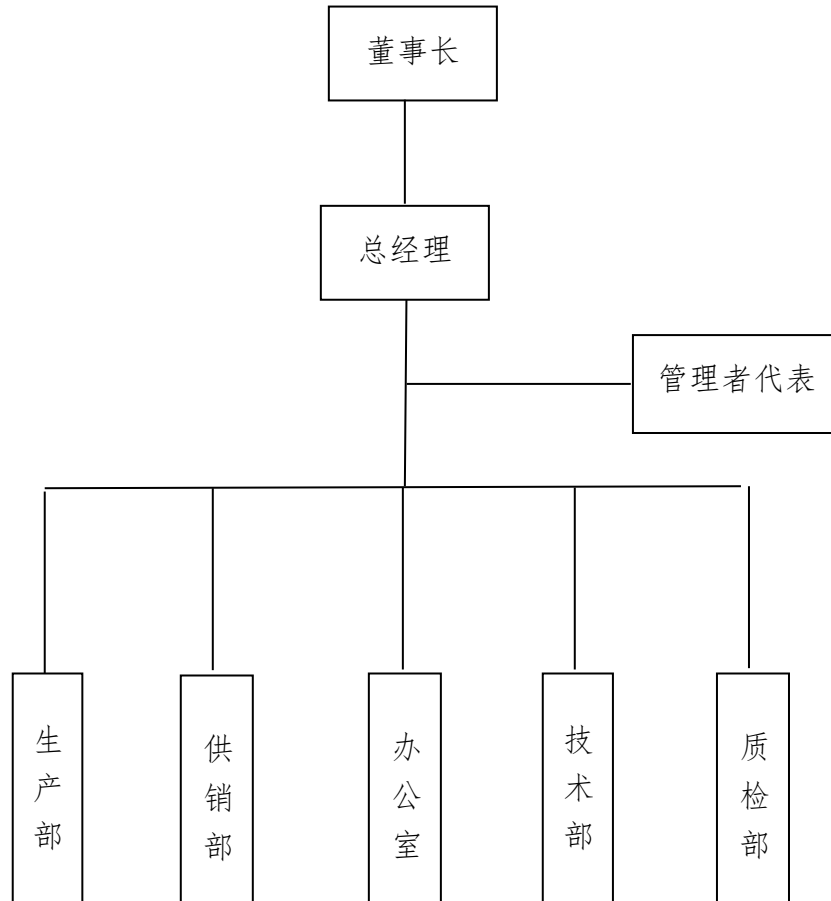 董事长
总经理
管理者代表
生产部
供销部
办公室
技术部
质检部